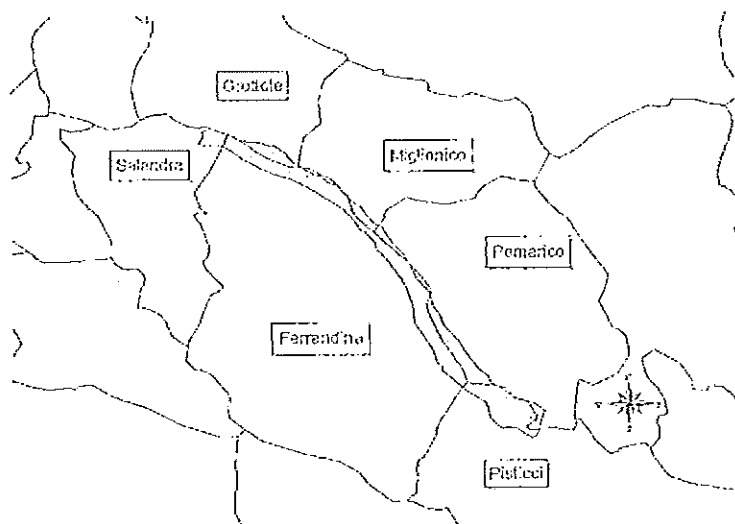 Grottole
Miglionico
Salandra
Pomarico
Ferrandina
Pisticci